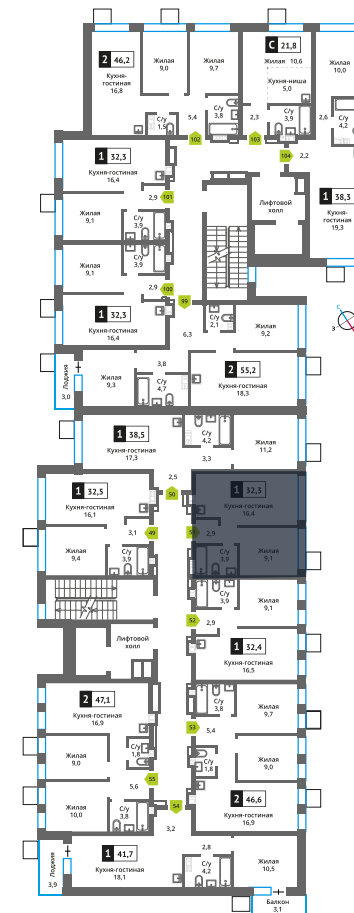 2 46,2
Кухня-
гостиная
16,8
Жилая
9,0
Жилая
9,7
С 21,8
Жилая 10,6
Кухня-ниша
5,0
Жилая
10,0
С/у
1,5
5,4
С/у
3,8
2,3
С/у
3,9
2,6
С/у
4,2
102
103
104
2,2
1 32,3
Кухня-гостиная
16,4
2,9
101
Жилая
9,1
С/у
3,9
Лифтовой
холл
1 38,3
Кухня-гостиная
19,3
Жилая
9,1
С/у
3,9
2,9
100
99
1 32,3
Кухня-гостиная
16,4
6,3
С/у
2,1
Жилая
9,2
С
З
Лоджия
3,0
Жилая
9,3
3,8
С/у
4,7
2 55,2
Кухня-гостиная
18,3
1 38,5
Кухня-гостиная
17,3
С/у
4,2
3,3
Жилая
11,2
2,5
50
1 32,5
Кухня-гостиная
16,1
1 32,3
Кухня-гостиная
16,4
3,1
49
2,9
Жилая
9,4
С/у
3,9
С/у
3,9
Жилая
9,1
С/у
3,9
Жилая
9,1
52
2,9
Лифтовой
холл
1 32,4
Кухня-гостиная
16,5
2 47,1
Кухня-гостиная
16,9
С/у
3,8
Жилая
9,7
53
5,4
Жилая
9,0
С/у
1,8
С/у
1,8
Жилая
9,0
55
5,6
Жилая
10,0
С/у
3,8
54
2 46,6
Кухня-гостиная
16,9
3,2
1 41,7
Кухня-гостиная
18,1
Лоджия
3,9
2,8
С/у
4,2
Жилая
10,5
Балкон
3,1